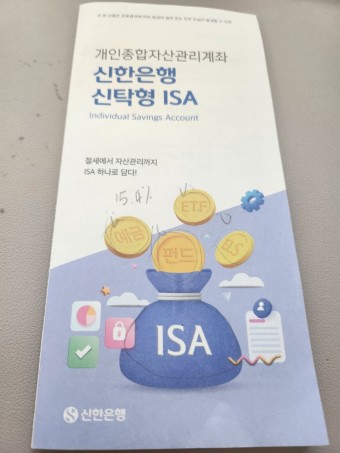 개인종합자산관리계좌
신한은행
신탁형 ISA
Individual Savings Account
절세에서 자산관리까지
ISA 하나로 담다!
15.4%
ETF
예금
펀드
ELS
ISA
신한은행